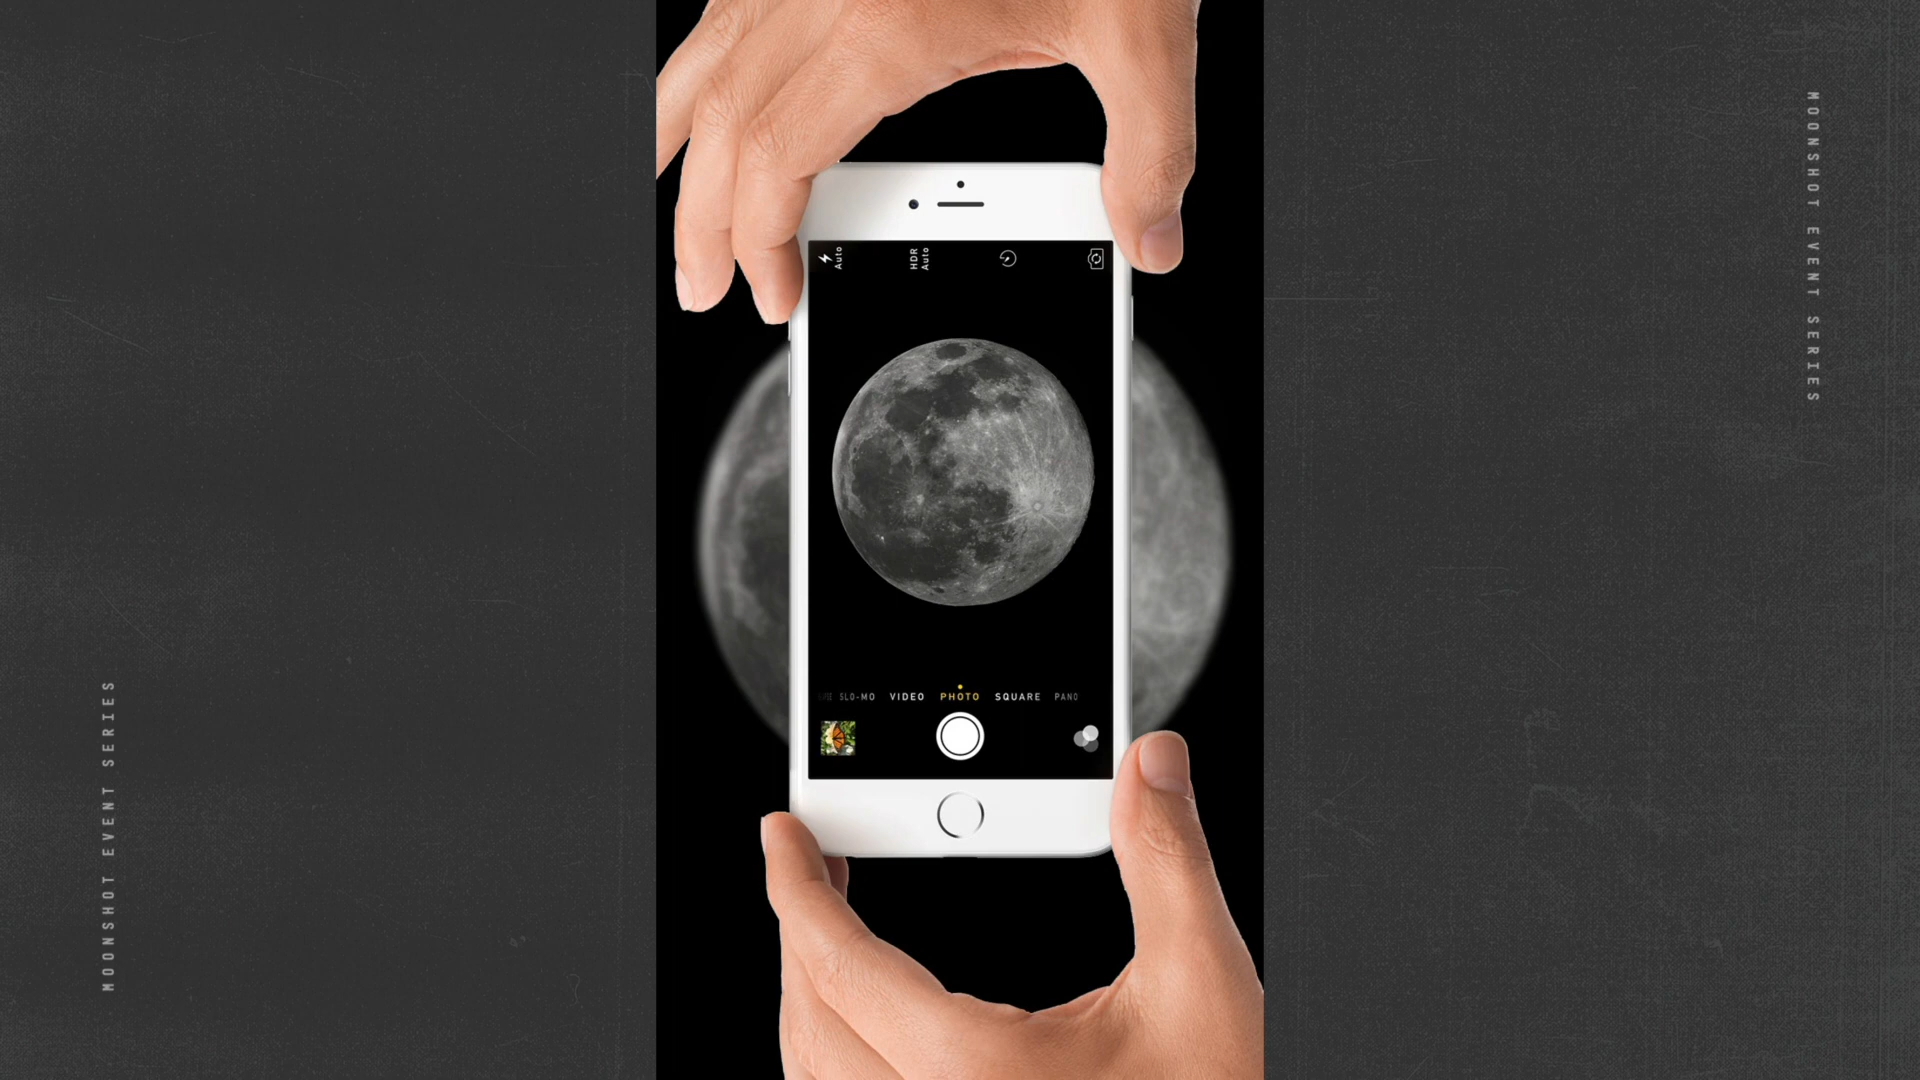 MOONSHOT EVENT SERIES
Auto
HDR
Auto
SLO-MO VIDEO PHOTO SQUARE PANO
MOONSHOT EVENT SERIES